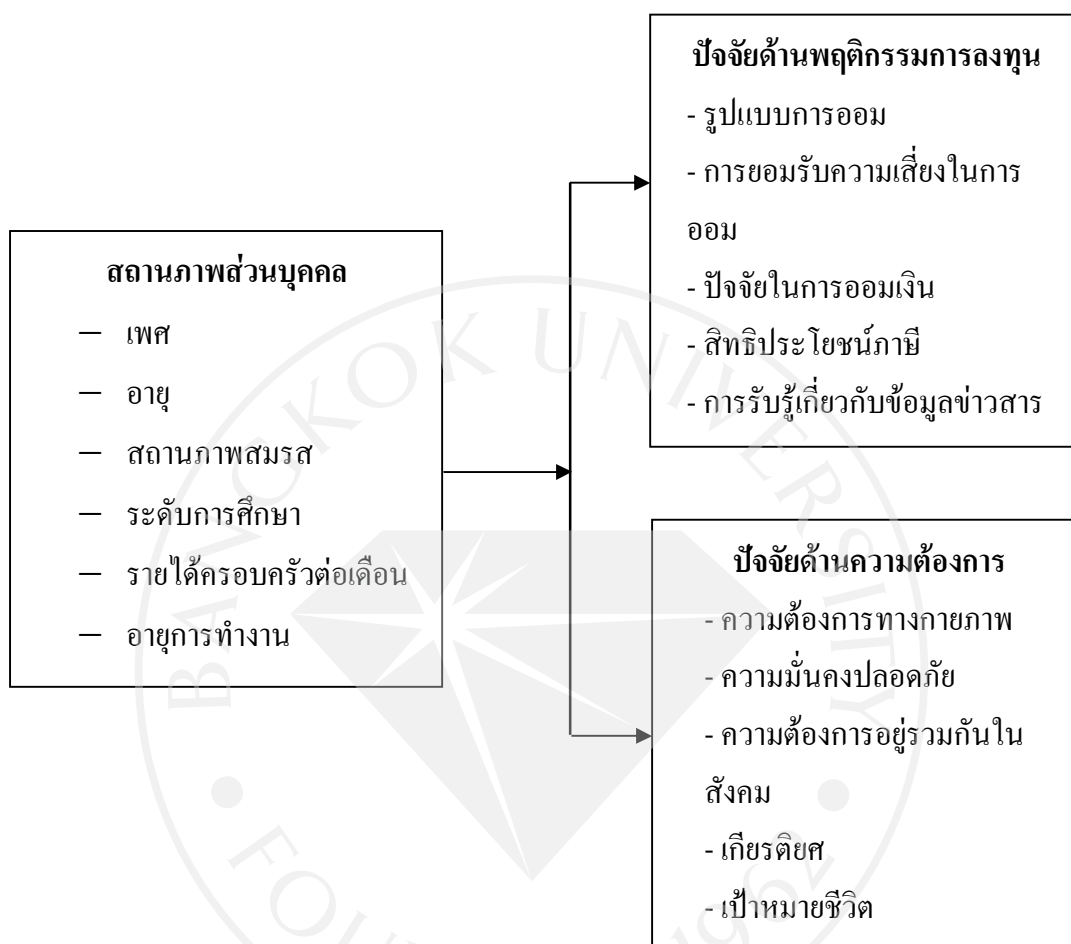 สถานภาพส่วนบุคคล
— เพศ
— อายุ
— สถานภาพสมรส
— ระดับการศึกษา
— รายได้ครอบครัวต่อเดือน
— อายุการทำงาน
ปัจจัยด้านพฤติกรรมการลงทุน
- รูปแบบการออม
- การยอมรับความเสี่ยงในการ
ออม
- ปัจจัยในการออมเงิน
- สิทธิประโยชน์ภาษี
- การรับรู้เกี่ยวกับข้อมูลข่าวสาร
ปัจจัยด้านความต้องการ
- ความต้องการทางกายภาพ
- ความมั่นคงปลอดภัย
- ความต้องการอยู่รวมกันใน
สังคม
- เกียรติยศ
- เป้าหมายชีวิต
BANGKOK UNIVERSITY